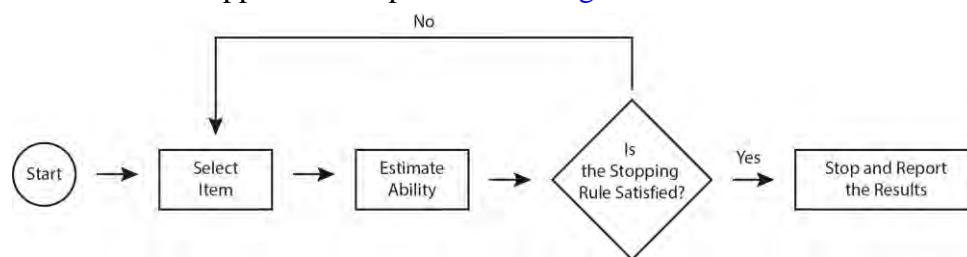 No
Start
Select
Item
Estimate
Ability
Is
the Stopping
Rule Satisfied?
Yes
Stop and Report
the Results